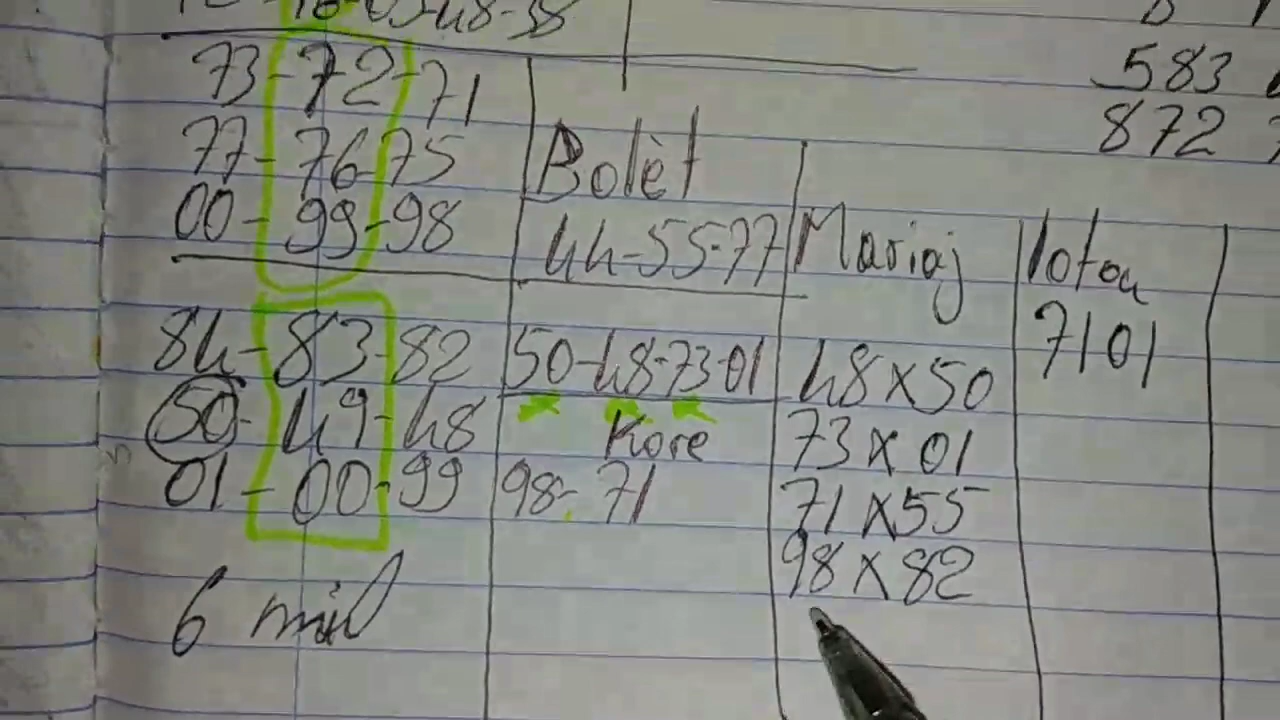 583
872
73-72-71
77-76-75
00-99-98
Bolèt
44-55-77
Mariaj
lotou
7101
84-83-82
50-49-48
01-00-99
50-48-73-01
Kore
98-71
48x50
73x01
71x55
98x82
6 mil